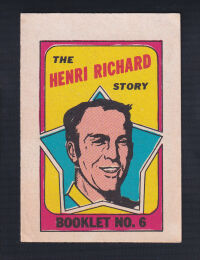 THE
HENRI RICHARD
STORY
BOOKLET NO. 6